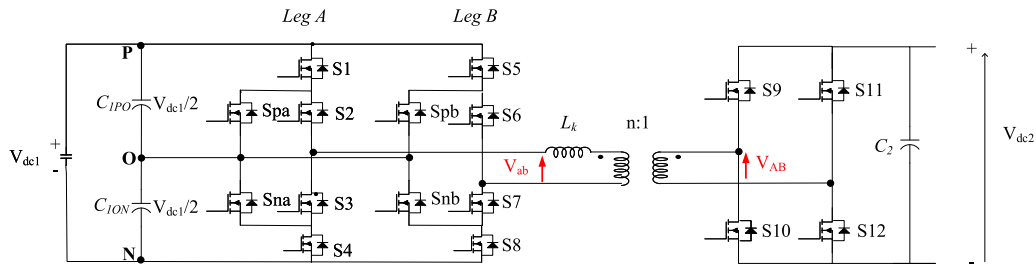 Leg A
Leg B
P
S1
S5
S9
S11
+
C1PO
Vdc1/2
Spa
S2
Spb
S6
Lk
n:1
Vdc1
+
-
O
Vab
VAB
C2
Vdc2
C1ON
Vdc1/2
Sna
S3
Snb
S7
S10
S12
N
S4
S8
-